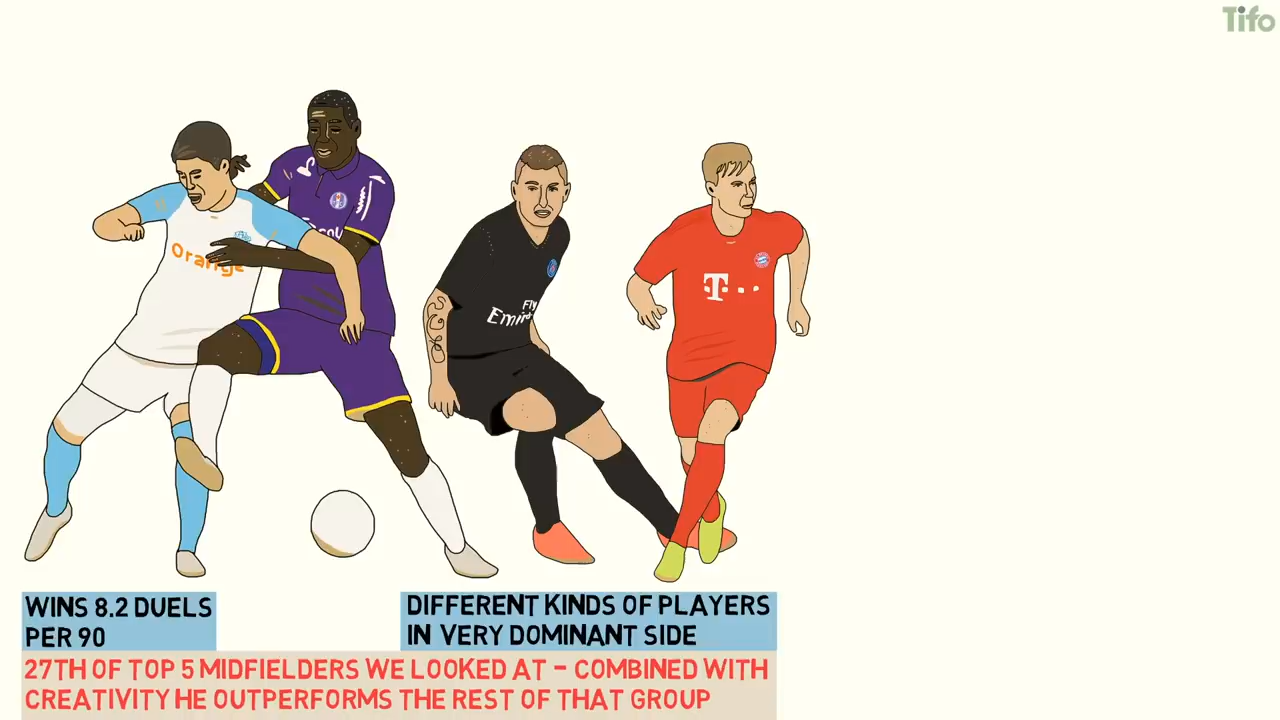 Tifo
Orange
Fly
Emirates
T
WINS 8.2 DUELS
PER 90
DIFFERENT KINDS OF PLAYERS
IN VERY DOMINANT SIDE
27TH OF TOP 5 MIDFIELDERS WE LOOKED AT - COMBINED WITH
CREATIVITY HE OUTPERFORMS THE REST OF THAT GROUP